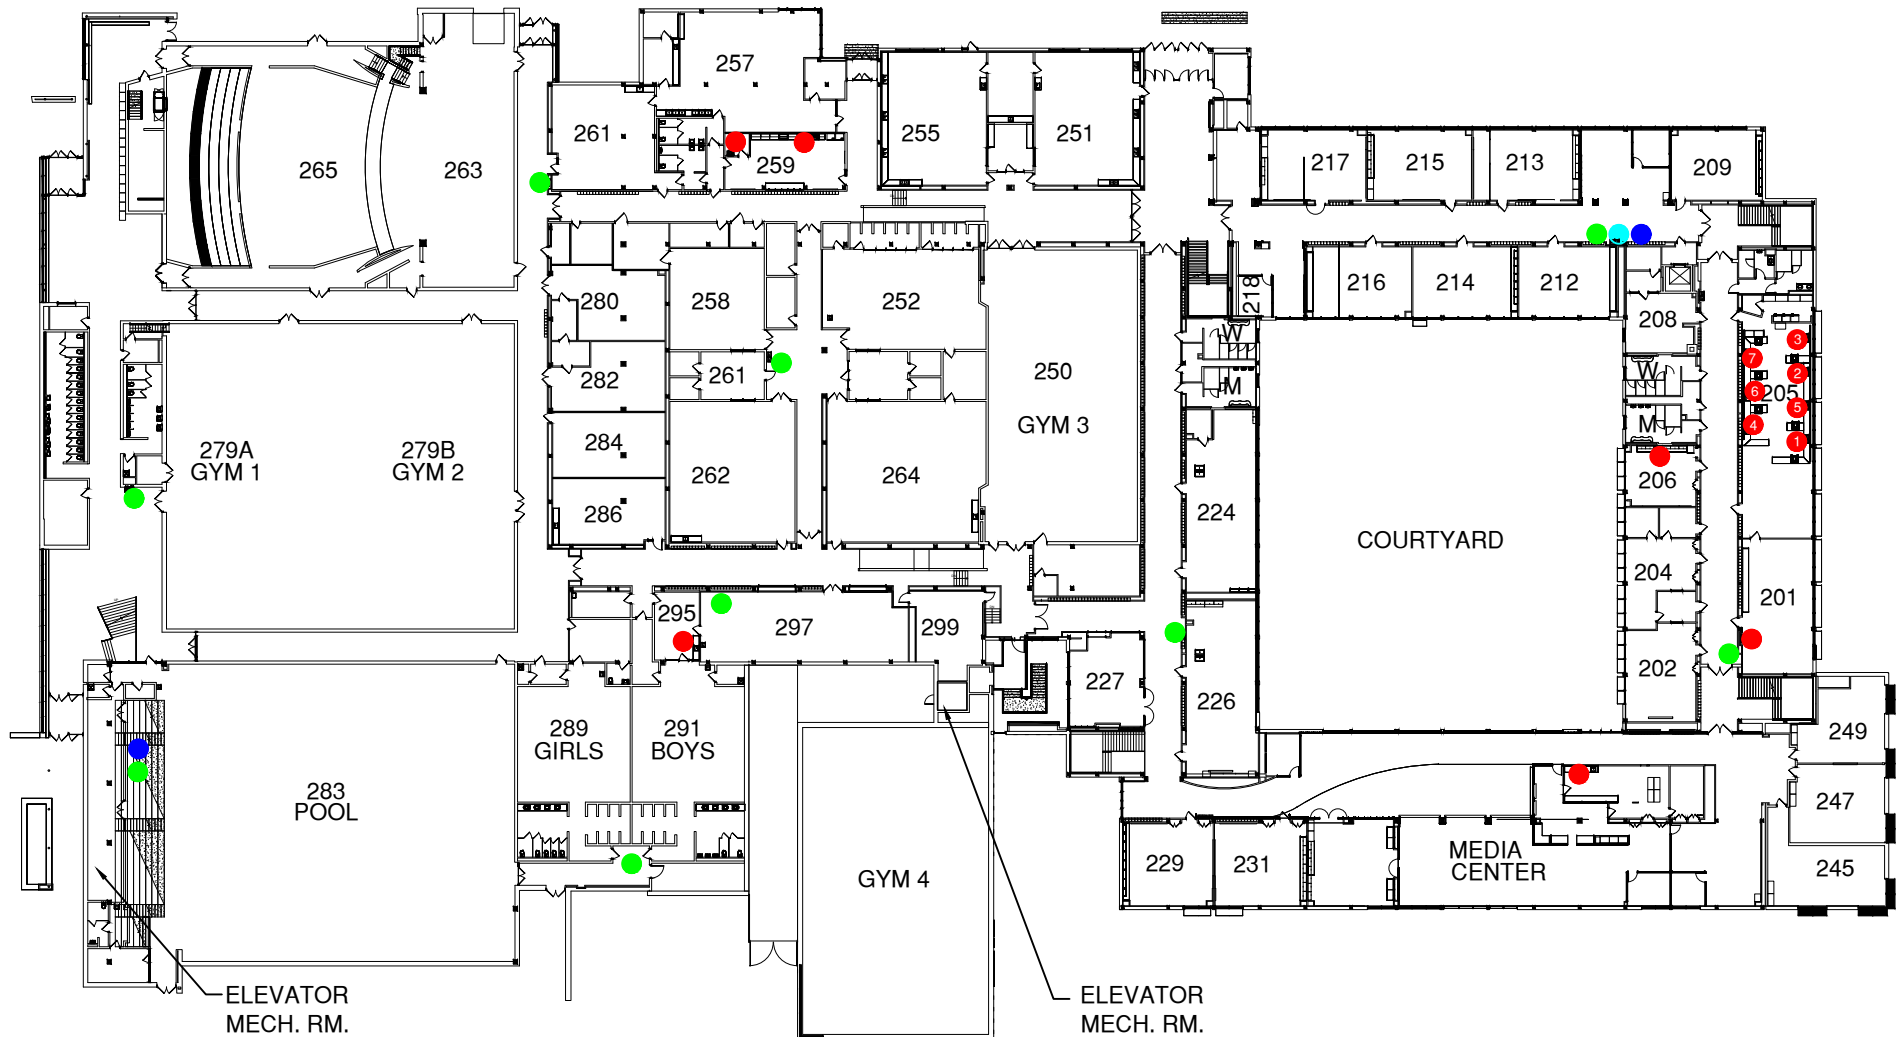 257
261
259
255
251
265
263
217
215
213
209
280
258
252
218
216
214
212
208
W
W
3
7
2
6
205
5
4
1
282
261
250
GYM 3
M
M
284
279A
GYM 1
279B
GYM 2
262
264
286
224
206
COURTYARD
204
201
295
297
299
202
227
226
289
GIRLS
291
BOYS
249
283
POOL
247
229
231
MEDIA
CENTER
245
GYM 4
ELEVATOR
MECH. RM.
ELEVATOR
MECH. RM.